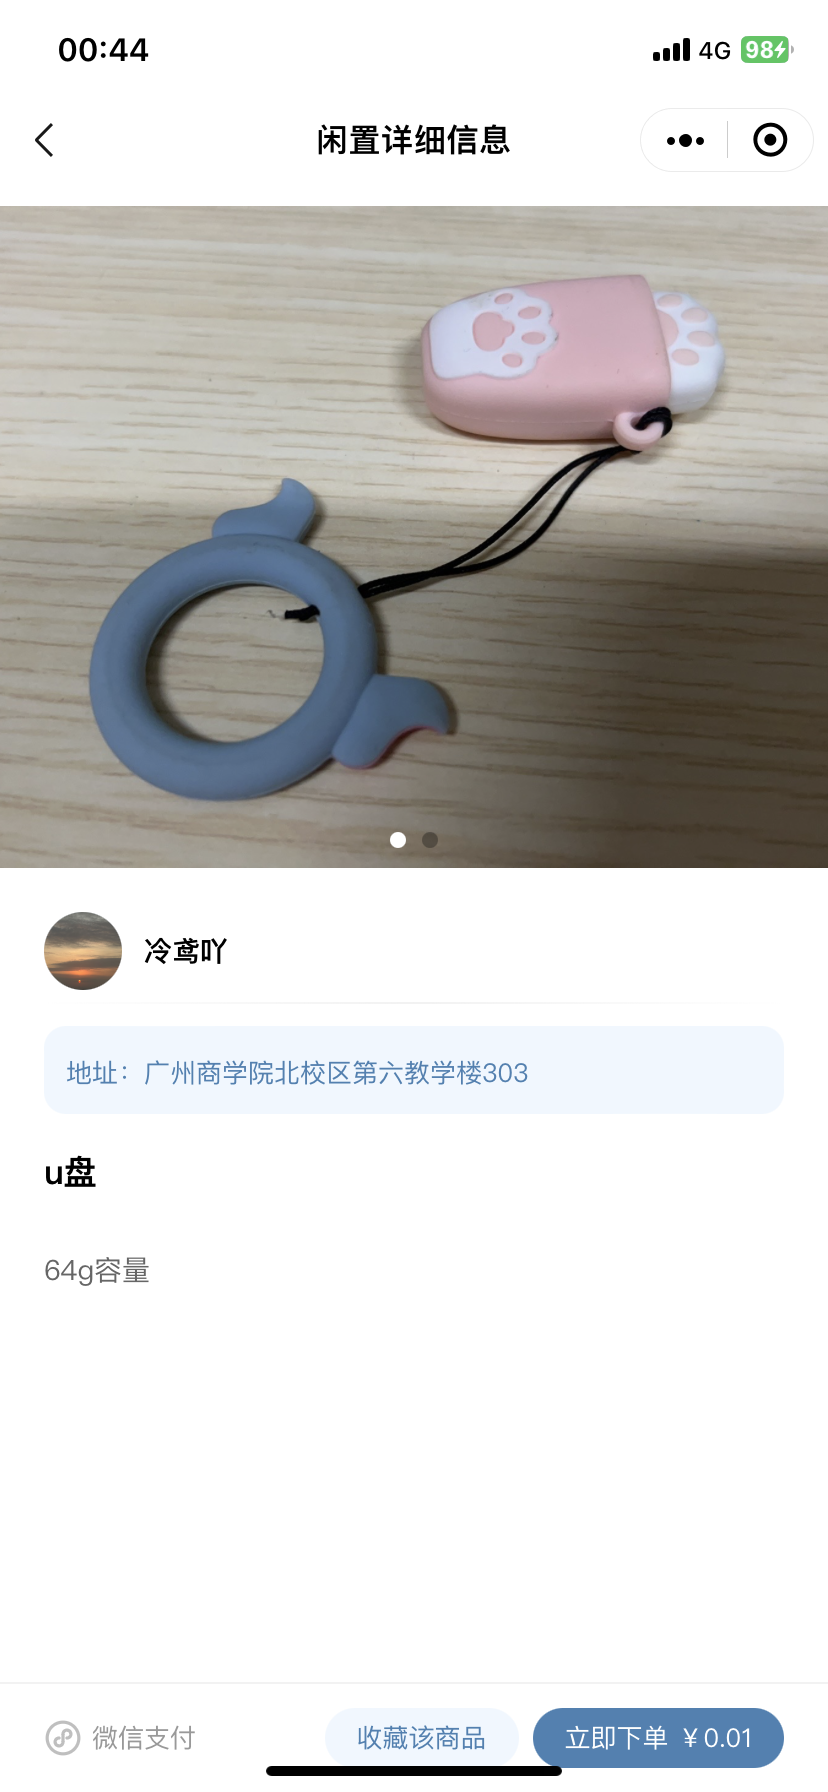 00:44
4G 98
闲置详细信息
冷鸢吖
地址：广州商学院北校区第六教学楼303
u盘
64g容量
微信支付
收藏该商品
立即下单 ¥0.01